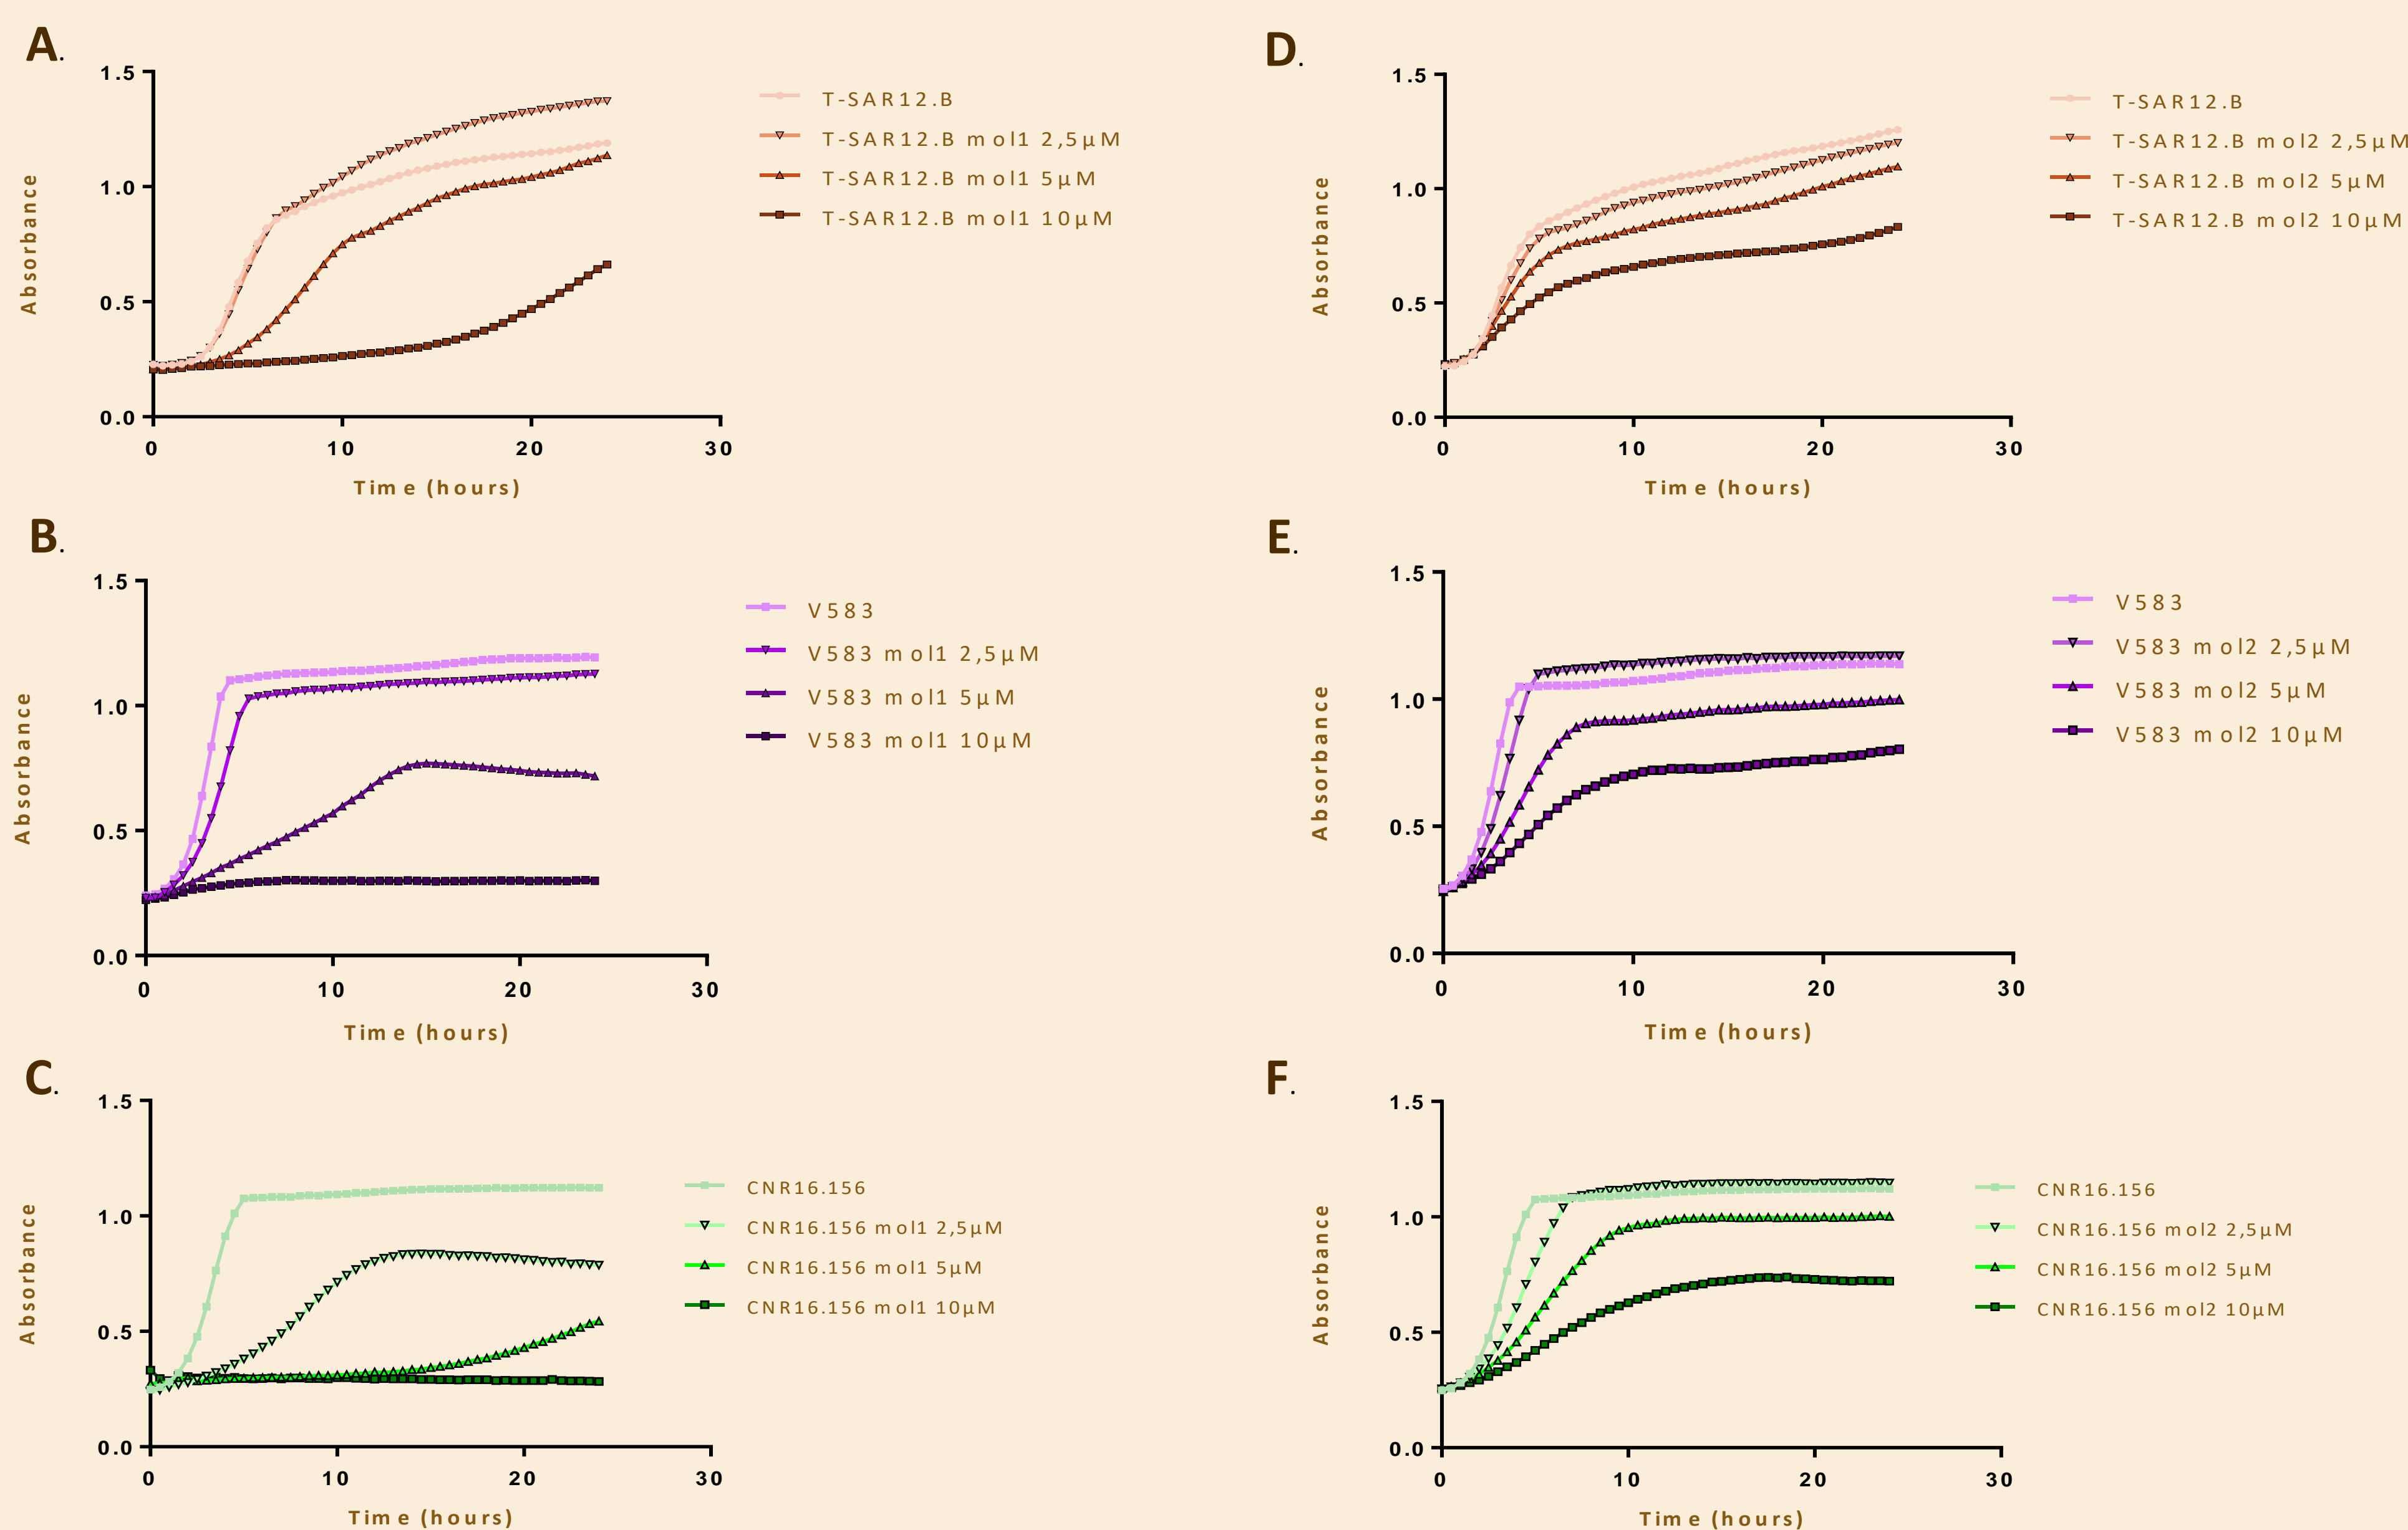 A.
1.5
1.0
0.5
0.0
0 10 20 30
Absorbance
Time (hours)
T-SAR12.B
T-SAR12.B mol1 2,5µM
T-SAR12.B mol1 5µM
T-SAR12.B mol1 10µM
D.
1.5
1.0
0.5
0.0
0 10 20 30
Absorbance
Time (hours)
T-SAR12.B
T-SAR12.B mol2 2,5µM
T-SAR12.B mol2 5µM
T-SAR12.B mol2 10µM
B.
1.5
1.0
0.5
0.0
0 10 20 30
Absorbance
Time (hours)
V583
V583 mol1 2,5µM
V583 mol1 5µM
V583 mol1 10µM
E.
1.5
1.0
0.5
0.0
0 10 20 30
Absorbance
Time (hours)
V583
V583 mol2 2,5µM
V583 mol2 5µM
V583 mol2 10µM
C.
1.5
1.0
0.5
0.0
0 10 20 30
Absorbance
Time (hours)
CNR16.156
CNR16.156 mol1 2,5µM
CNR16.156 mol1 5µM
CNR16.156 mol1 10µM
F.
1.5
1.0
0.5
0.0
0 10 20 30
Absorbance
Time (hours)
CNR16.156
CNR16.156 mol2 2,5µM
CNR16.156 mol2 5µM
CNR16.156 mol2 10µM